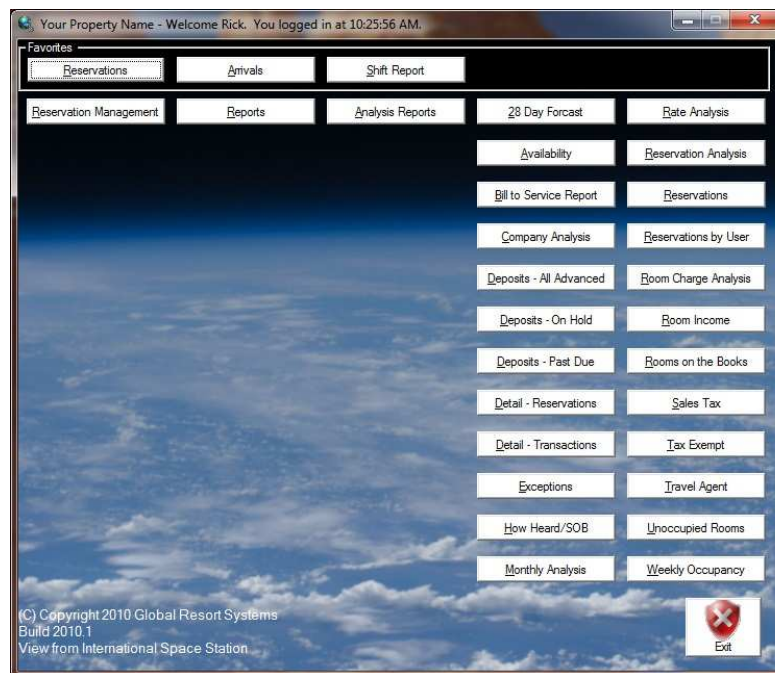 Your Property Name - Welcome Rick. You logged in at 10:25:56 AM.
Favorites
Reservations Arrivals Shift Report
Reservation Management Reports Analysis Reports 28 Day Forcast Rate Analysis
Availability Reservation Analysis
Bill to Service Report Reservations
Company Analysis Reservations by User
Deposits - All Advanced Room Charge Analysis
Deposits - On Hold Room Income
Deposits - Past Due Rooms on the Books
Detail - Reservations Sales Tax
Detail - Transactions Tax Exempt
Exceptions Travel Agent
How Heard/SOB Unoccupied Rooms
Monthly Analysis Weekly Occupancy
(C) Copyright 2010 Global Resort Systems
Build 2010.1
View from International Space Station
Exit